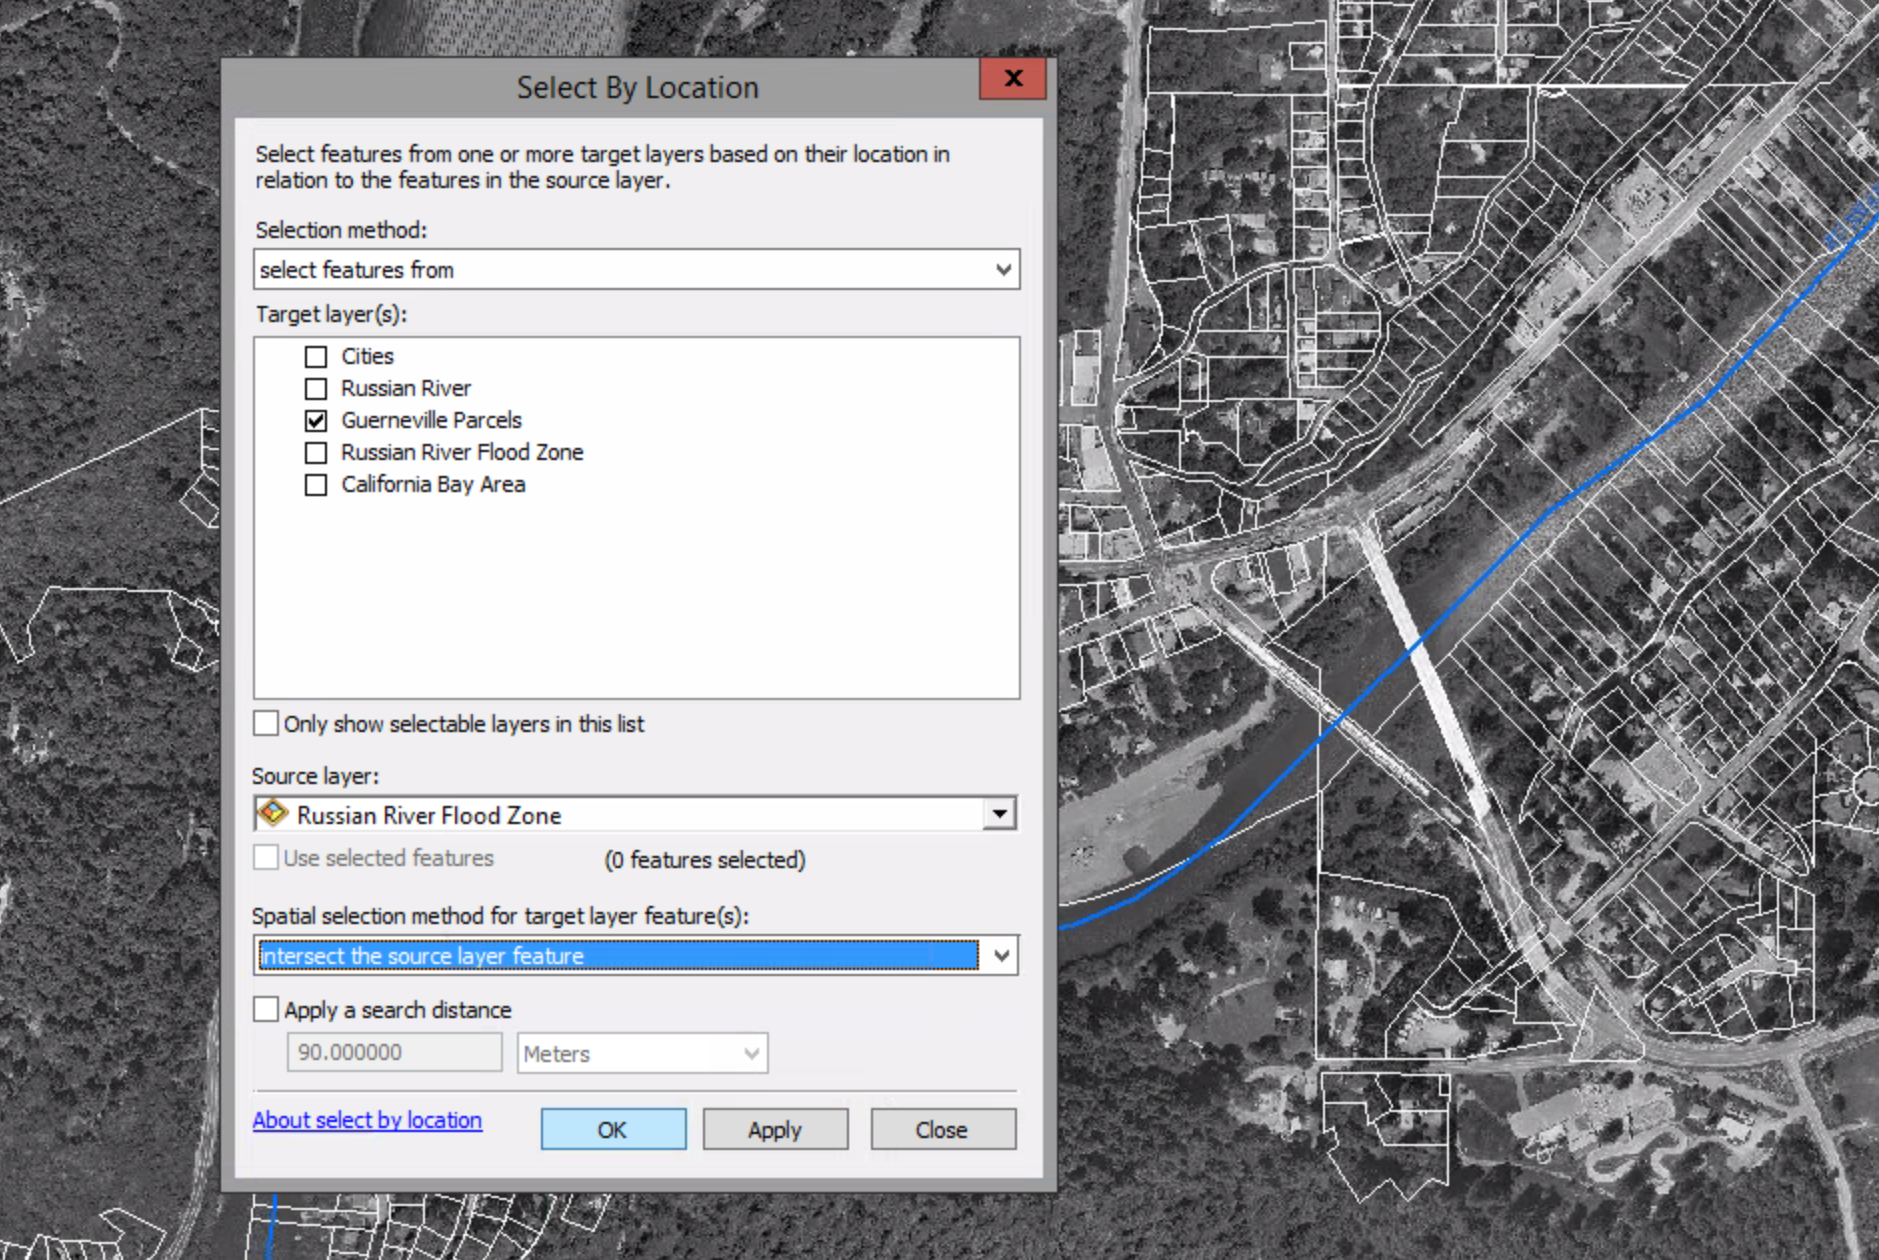 Select By Location
x
Select features from one or more target layers based on their location in
relation to the features in the source layer.
Selection method:
select features from
Target layer(s):
Cities
Russian River
Guerneville Parcels
Russian River Flood Zone
California Bay Area
Only show selectable layers in this list
Source layer:
Russian River Flood Zone
Use selected features (0 features selected)
Spatial selection method for target layer feature(s):
intersect the source layer feature
Apply a search distance
90.000000 Meters
About select by location OK Apply Close